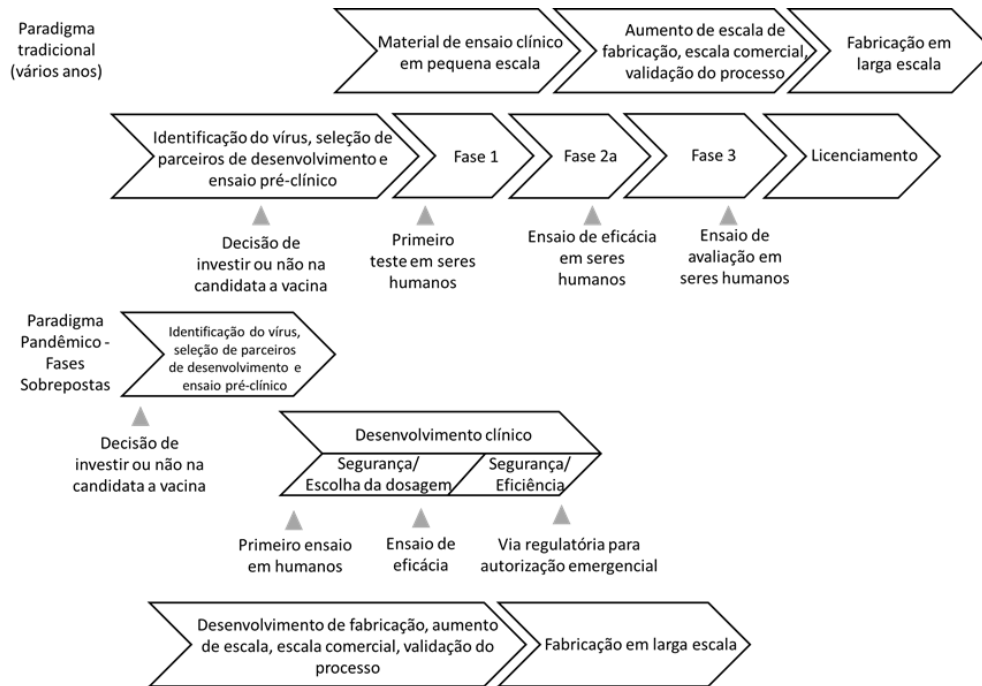 Paradigma
tradicional
(vários anos)
Material de ensaio clínico
em pequena escala
Aumento de escala de
fabricação, escala comercial,
validação do processo
Fabricação em
larga escala
Identificação do vírus, seleção de
parceiros de desenvolvimento e
ensaio pré-clínico
Fase 1
Fase 2a
Fase 3
Licenciamento
Decisão de
investir ou não na
candidata a vacina
Primeiro
teste em seres
humanos
Ensaio de eficácia
em seres
humanos
Ensaio de
avaliação em
seres humanos
Paradigma
Pandêmico -
Fases
Sobrepostas
Identificação do vírus,
seleção de parceiros
de desenvolvimento e
ensaio pré-clínico
Decisão de
investir ou não na
candidata a vacina
Desenvolvimento clínico
Segurança/
Escolha da dosagem
Segurança/
Eficiência
Primeiro ensaio
em humanos
Ensaio de
eficácia
Via regulatória para
autorização emergencial
Desenvolvimento de fabricação, aumento
de escala, escala comercial, validação do
processo
Fabricação em larga escala